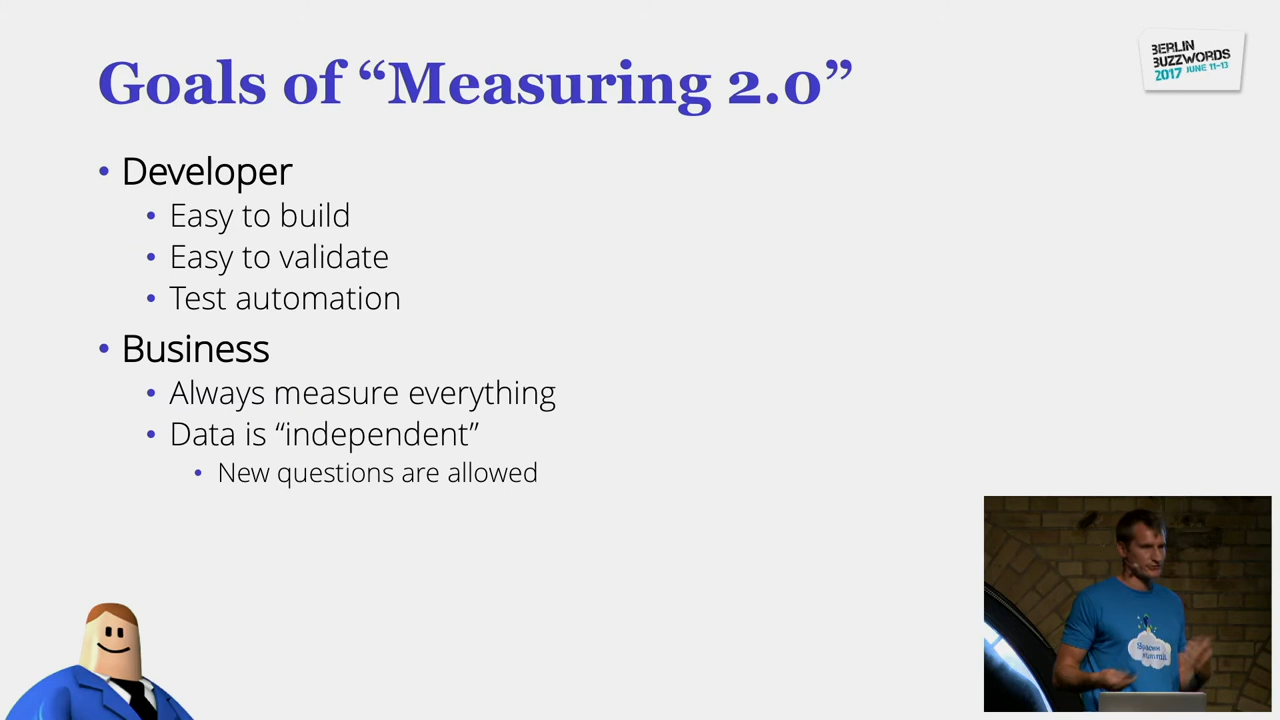 Goals of “Measuring 2.0”
BERLIN
BUZZWORDS
2017 JUNE 11-13
• Developer
• Easy to build
• Easy to validate
• Test automation
• Business
• Always measure everything
• Data is “independent”
• New questions are allowed
summit